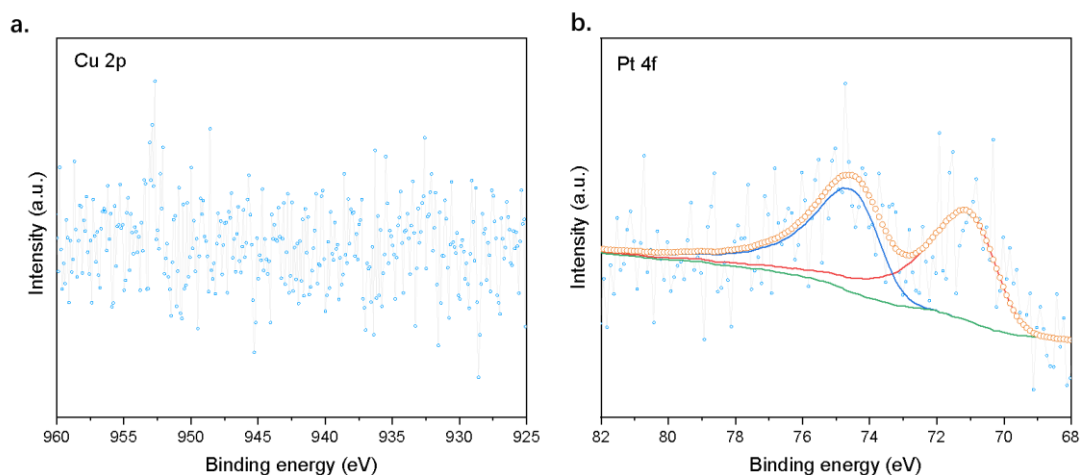 a.
Cu 2p
Intensity (a.u.)
960 955 950 945 940 935 930 925
Binding energy (eV)
b.
Pt 4f
Intensity (a.u.)
82 80 78 76 74 72 70 68
Binding energy (eV)